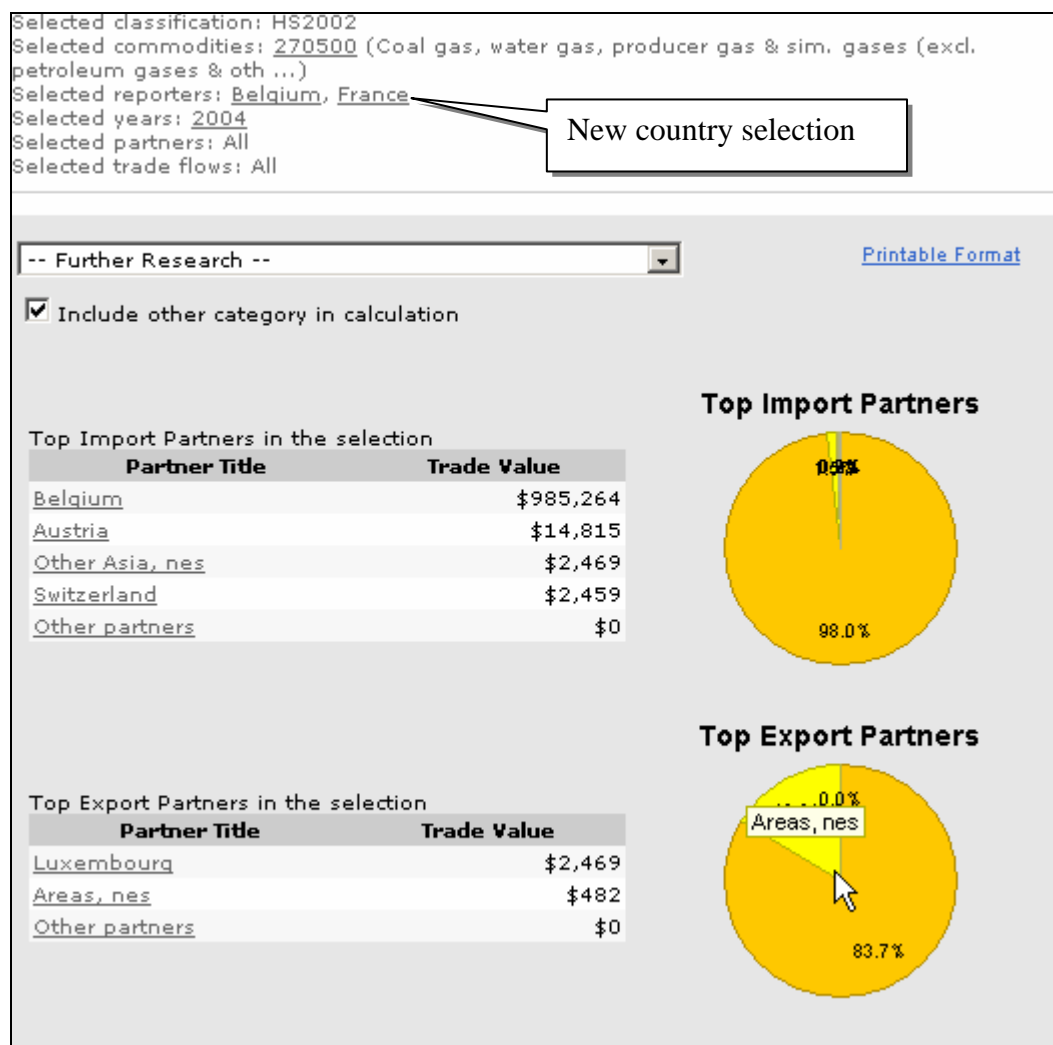 Selected classification: HS2002
Selected commodities: 270500 (Coal gas, water gas, producer gas & sim. gases (excl.
petroleum gases & oth ...)
Selected reporters: Belgium, France
Selected years: 2004
Selected partners: All
Selected trade flows: All
New country selection
-- Further Research --
Printable Format
Include other category in calculation
Top Import Partners
Top Import Partners in the selection
Partner Title Trade Value
Belgium $985,264
Austria $14,815
Other Asia, nes $2,469
Switzerland $2,459
Other partners $0
98.0%
Top Export Partners
Top Export Partners in the selection
Partner Title Trade Value
Luxembourg $2,469
Areas, nes $482
Other partners $0
0.0%
Areas, nes
83.7%